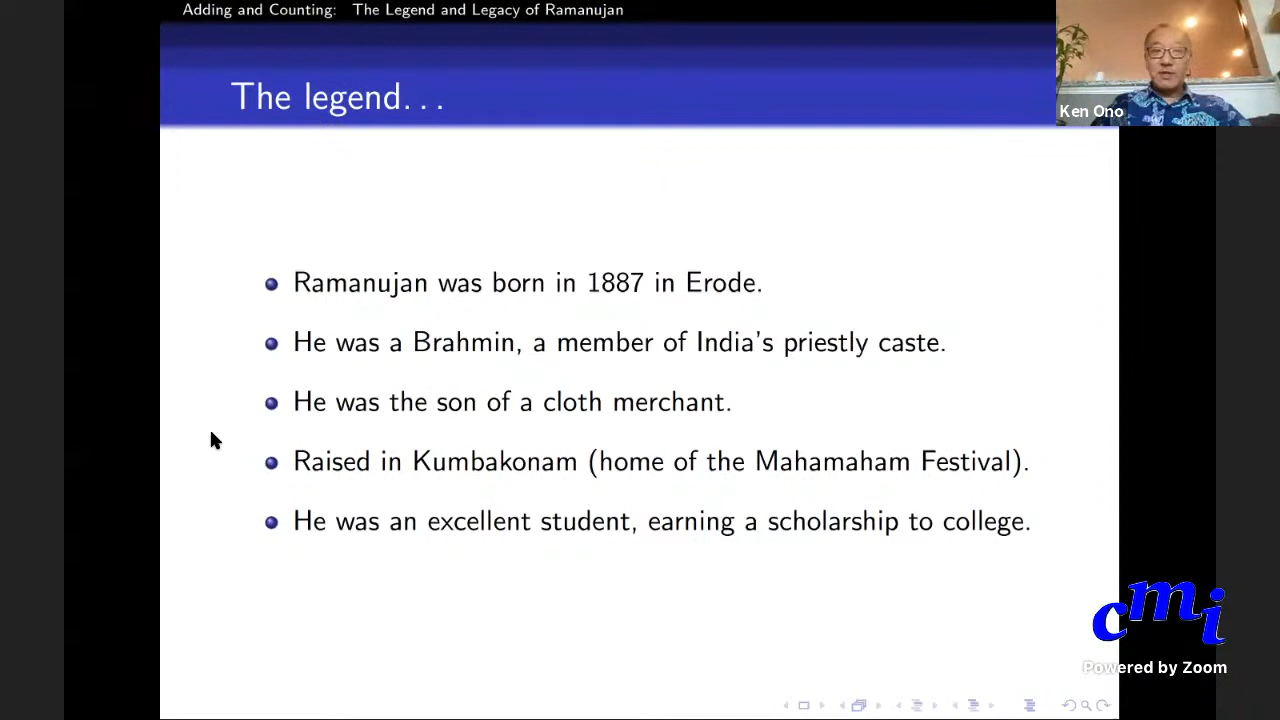 Adding and Counting: The Legend and Legacy of Ramanujan
The legend...
Ken Ono
Ramanujan was born in 1887 in Erode.
He was a Brahmin, a member of India's priestly caste.
He was the son of a cloth merchant.
Raised in Kumbakonam (home of the Mahamaham Festival).
He was an excellent student, earning a scholarship to college.
cmi
Powered by Zoom